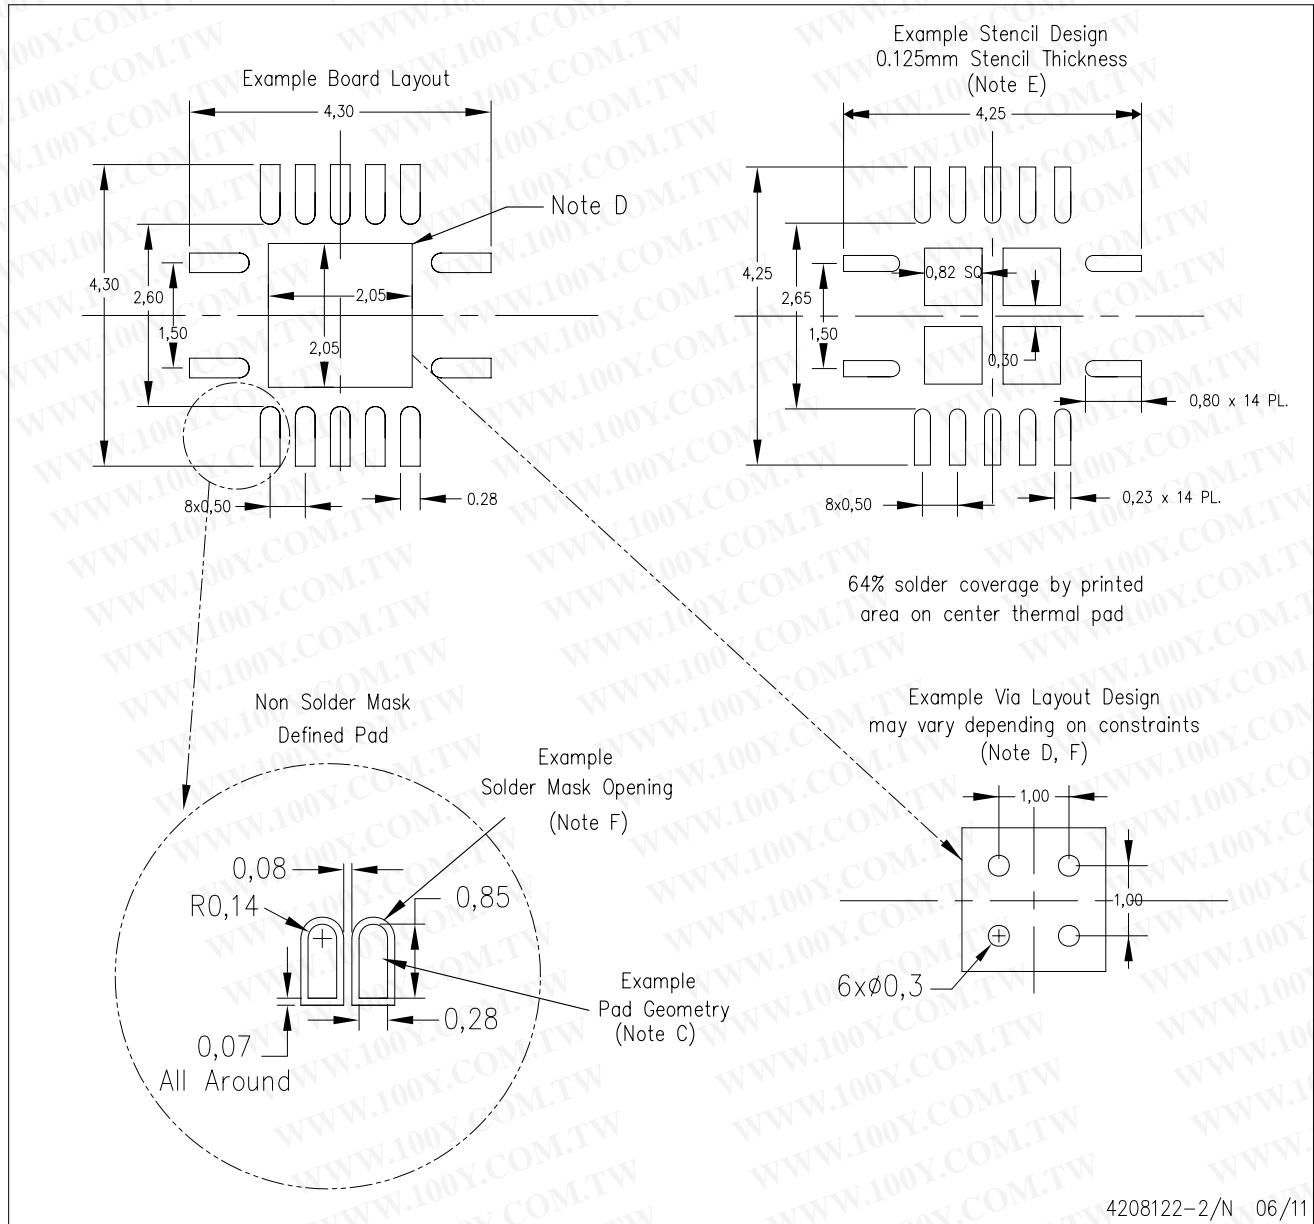 Example Board Layout
4,30
4,30
2,60
1,50
2,05
2,05
Note D
8x0,50
0.28
Example Stencil Design
0.125mm Stencil Thickness
(Note E)
4,25
4,25
2,65
1,50
0,82 SQ
0,30
0,80 x 14 PL.
8x0,50
0,23 x 14 PL.
64% solder coverage by printed
area on center thermal pad
Non Solder Mask
Defined Pad
Example
Solder Mask Opening
(Note F)
0,08
R0,14
0,85
0,28
0,07
All Around
Example
Pad Geometry
(Note C)
Example Via Layout Design
may vary depending on constraints
(Note D, F)
1,00
1,00
6xø0,3
4208122-2/N 06/11
WWW.100Y.COM.TW